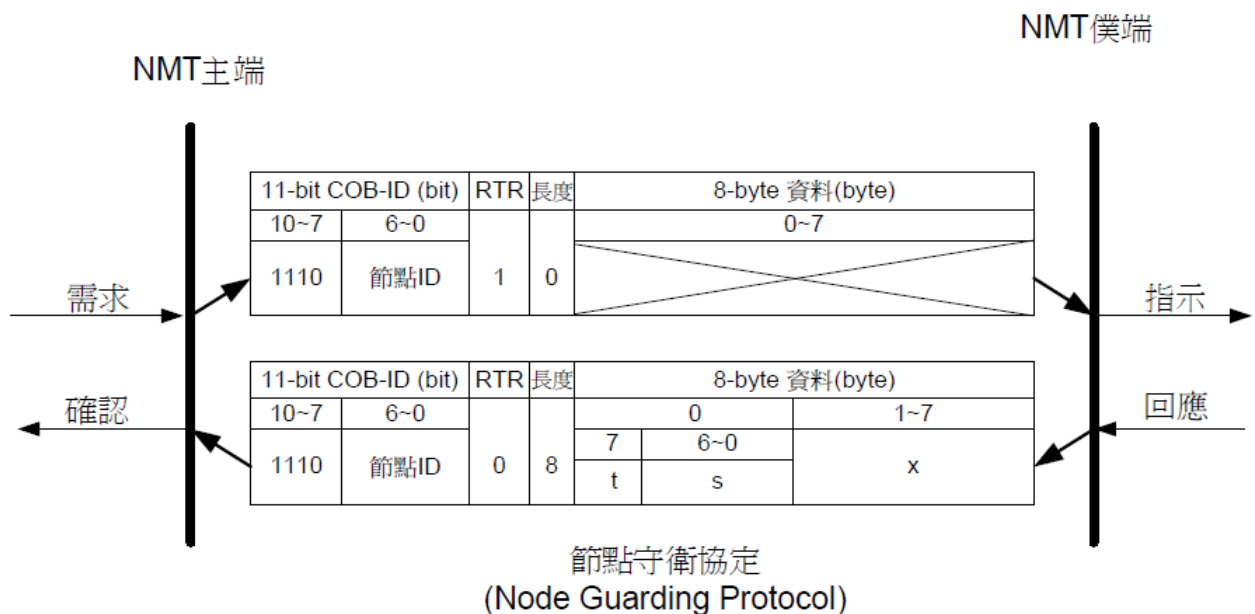 NMT僕端
NMT主端
11-bit COB-ID (bit) RTR 長度 8-byte 資料(byte)
10~7 6~0 0~7
1110 節點ID 1 0
需求 指示
11-bit COB-ID (bit) RTR 長度 8-byte 資料(byte)
確認 10~7 6~0 0 1~7 回應
7 6~0
1110 節點ID 0 8 x
t s
節點守衛協定
(Node Guarding Protocol)